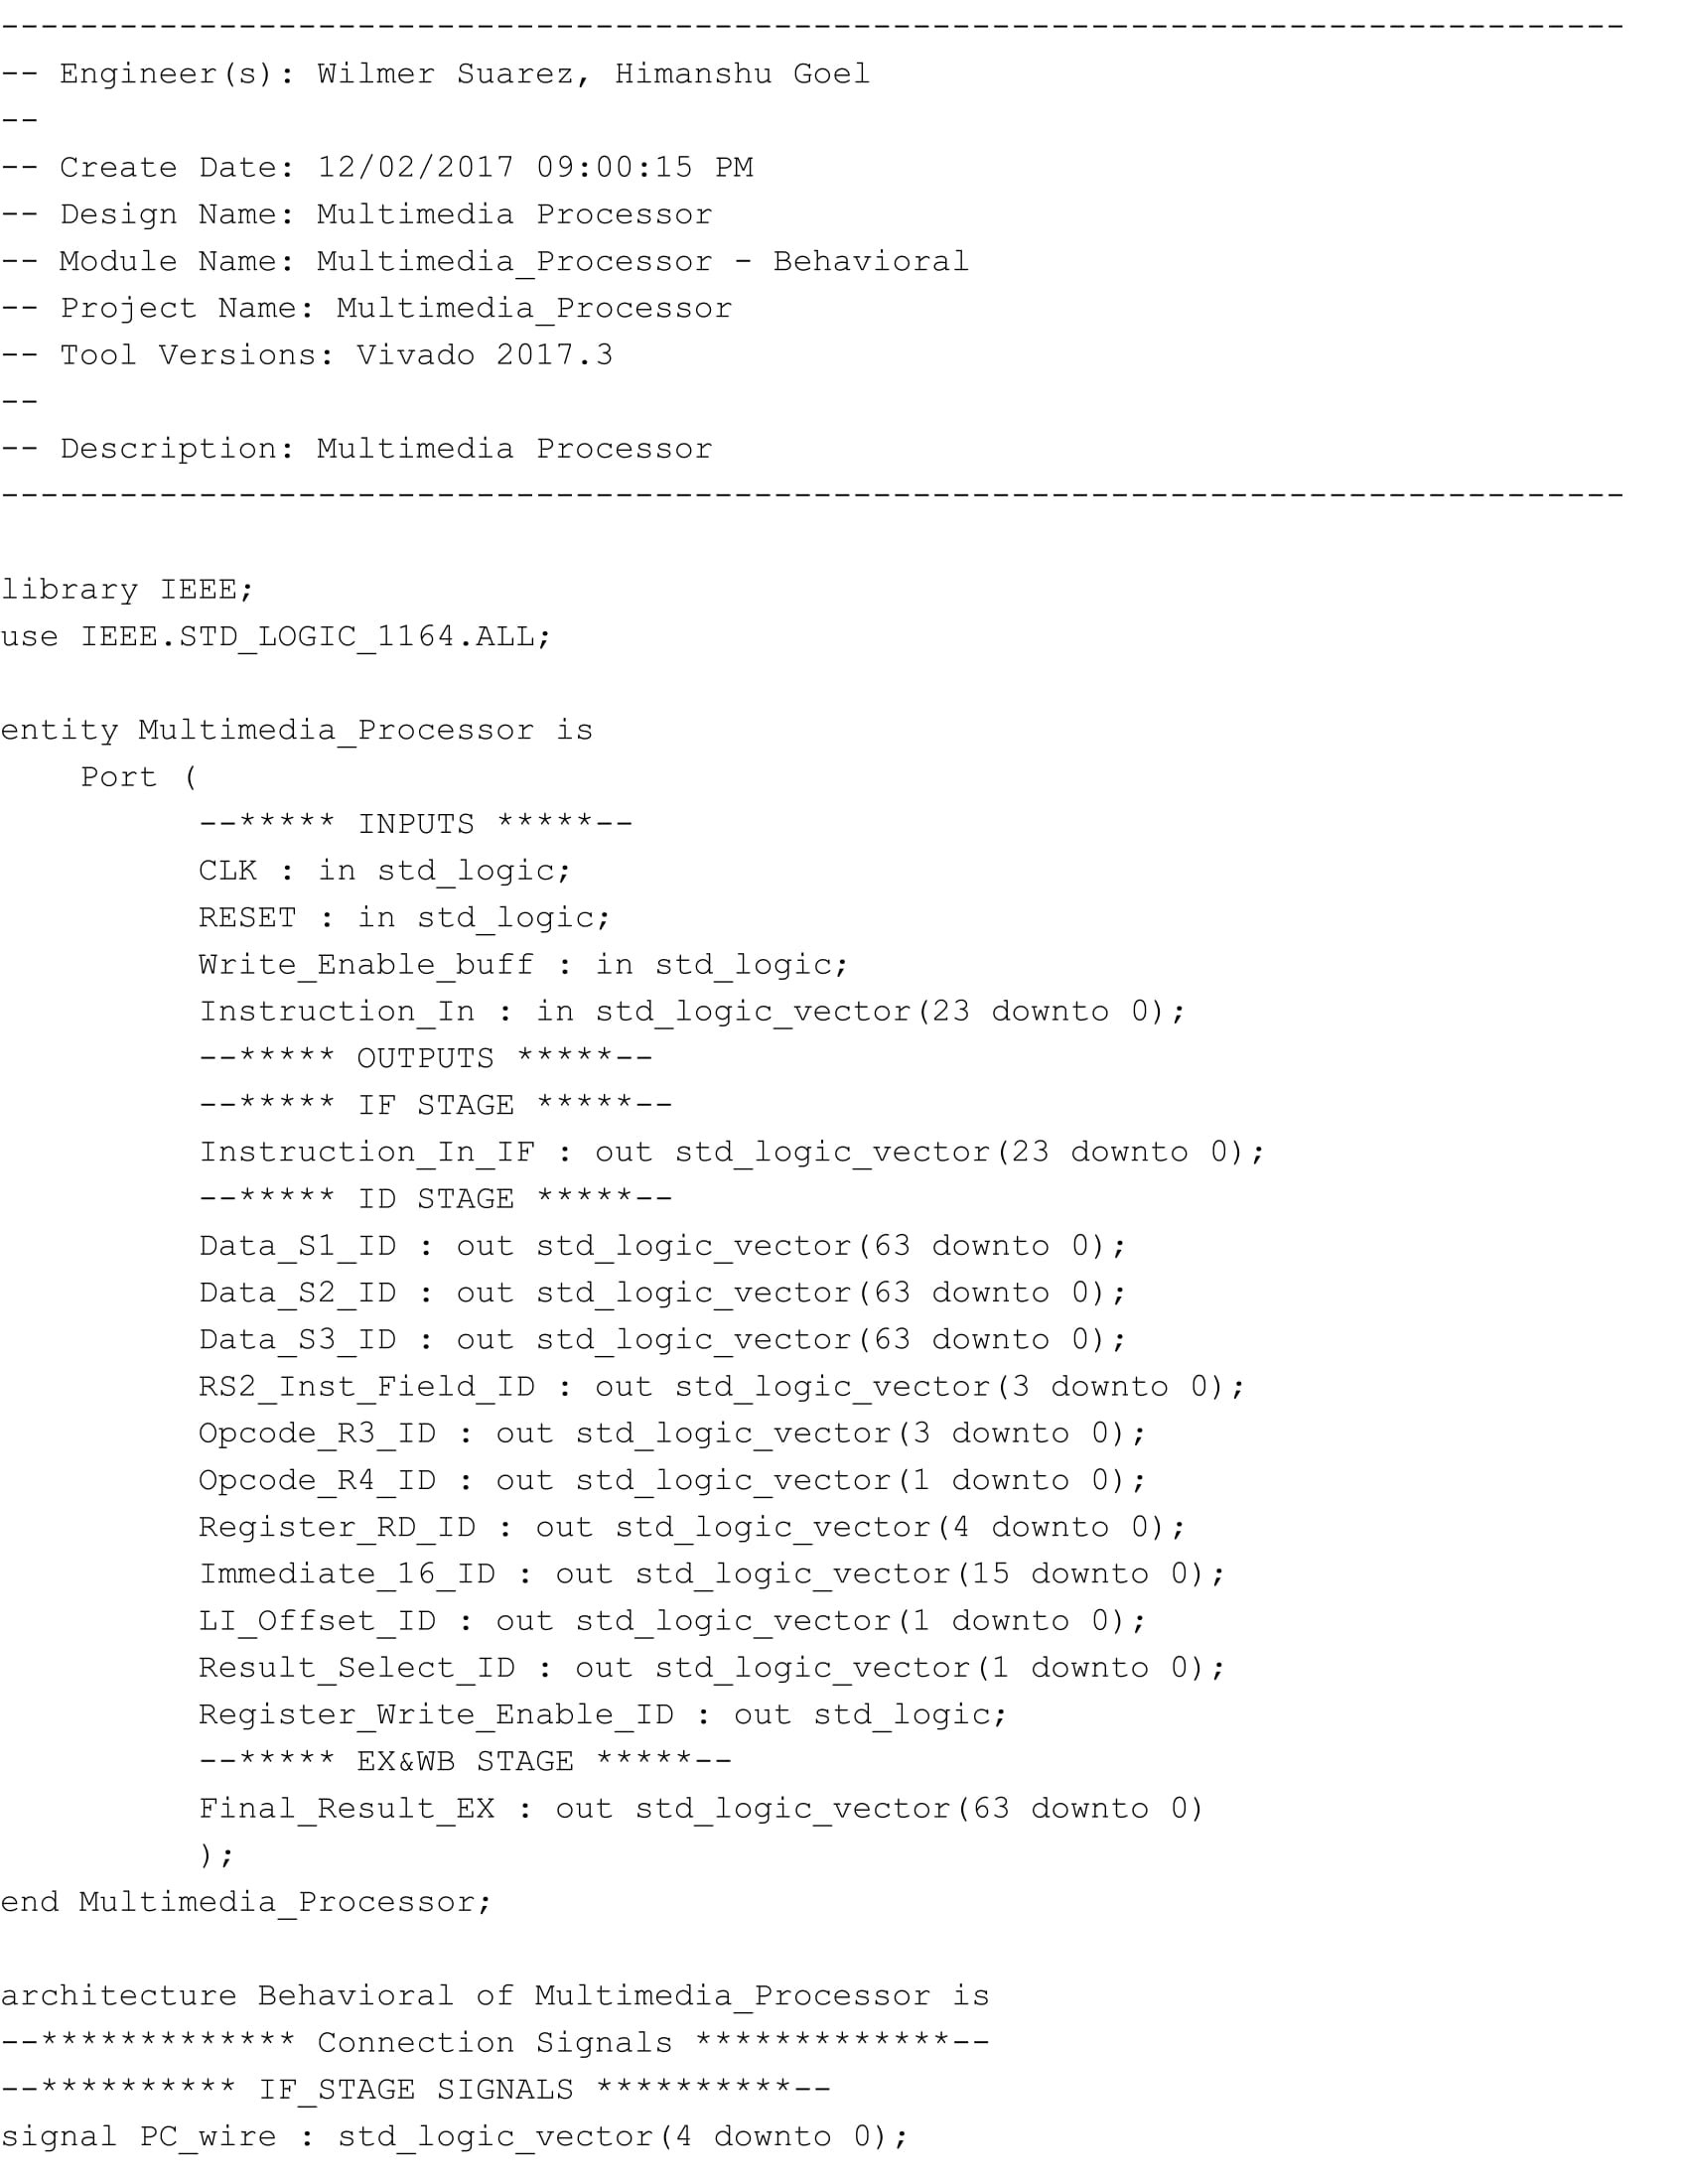 ----------------------------------------------------------------------------------
-- Engineer(s): Wilmer Suarez, Himanshu Goel
--
-- Create Date: 12/02/2017 09:00:15 PM
-- Design Name: Multimedia Processor
-- Module Name: Multimedia_Processor - Behavioral
-- Project Name: Multimedia_Processor
-- Tool Versions: Vivado 2017.3
--
-- Description: Multimedia Processor
----------------------------------------------------------------------------------

library IEEE;
use IEEE.STD_LOGIC_1164.ALL;

entity Multimedia_Processor is
    Port (
          --***** INPUTS *****--
          CLK : in std_logic;
          RESET : in std_logic;
          Write_Enable_buff : in std_logic;
          Instruction_In : in std_logic_vector(23 downto 0);
          --***** OUTPUTS *****--
          --***** IF STAGE *****--
          Instruction_In_IF : out std_logic_vector(23 downto 0);
          --***** ID STAGE *****--
          Data_S1_ID : out std_logic_vector(63 downto 0);
          Data_S2_ID : out std_logic_vector(63 downto 0);
          Data_S3_ID : out std_logic_vector(63 downto 0);
          RS2_Inst_Field_ID : out std_logic_vector(3 downto 0);
          Opcode_R3_ID : out std_logic_vector(3 downto 0);
          Opcode_R4_ID : out std_logic_vector(1 downto 0);
          Register_RD_ID : out std_logic_vector(4 downto 0);
          Immediate_16_ID : out std_logic_vector(15 downto 0);
          LI_Offset_ID : out std_logic_vector(1 downto 0);
          Result_Select_ID : out std_logic_vector(1 downto 0);
          Register_Write_Enable_ID : out std_logic;
          --***** EX&WB STAGE *****--
          Final_Result_EX : out std_logic_vector(63 downto 0)
          );
end Multimedia_Processor;

architecture Behavioral of Multimedia_Processor is
--************* Connection Signals *************--
--********** IF_STAGE SIGNALS **********--
signal PC_wire : std_logic_vector(4 downto 0);